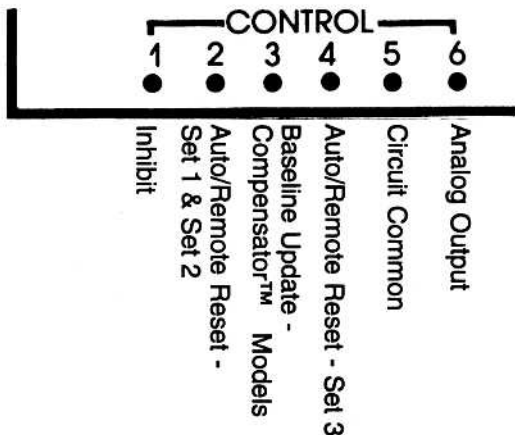 CONTROL
1 2 3 4 5 6
Inhibit
Auto/Remote Reset -
Set 1 & Set 2
Baseline Update -
Compensator™ Models
Auto/Remote Reset - Set 3
Circuit Common
Analog Output